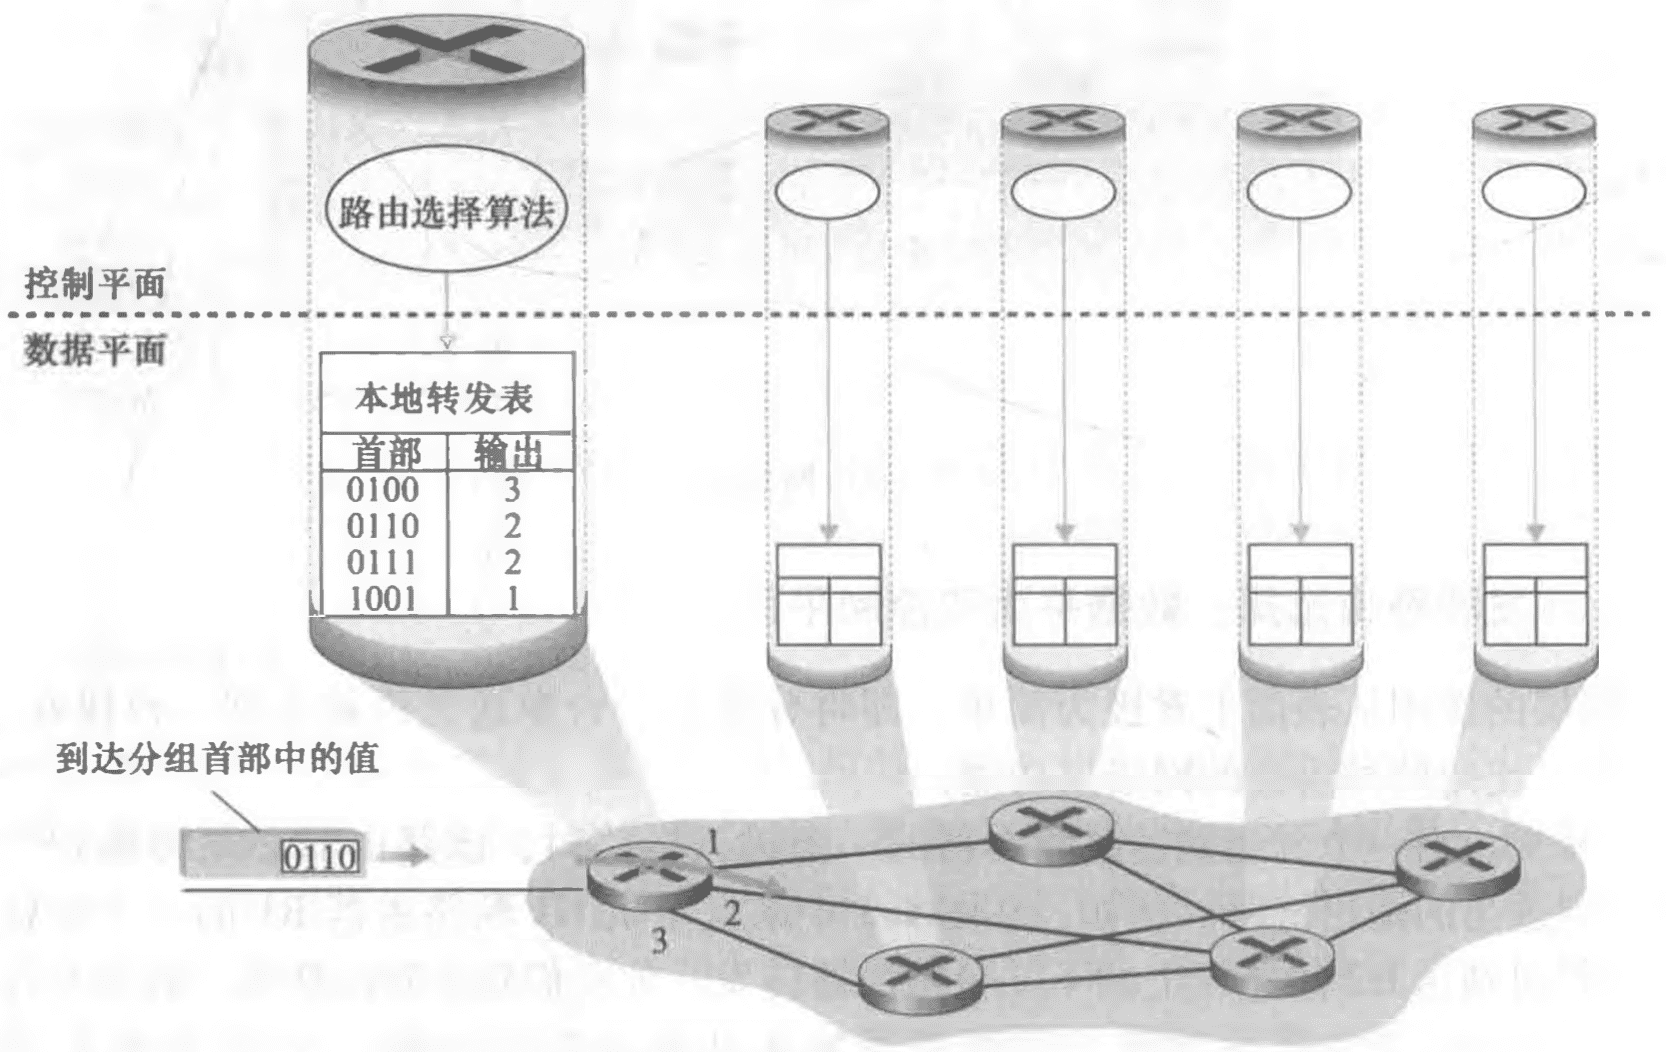 路由选择算法
控制平面
数据平面
本地转发表
首部 输出
0100 3
0110 2
0111 2
1001 1
到达分组首部中的值
0110
1
2
3